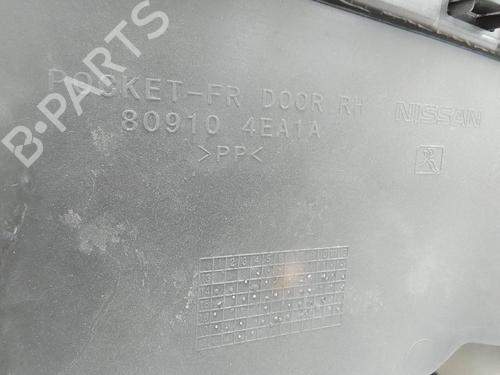 B-PARTS
POCKET-FR DOOR RH
NISSAN
80910 4EA1A
>PP<